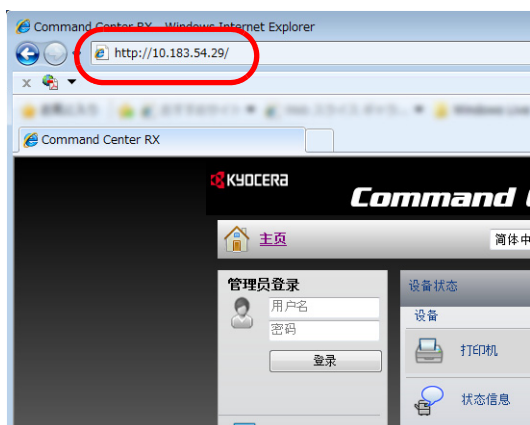 Command Center RX - Windows Internet Explorer
http://10.183.54.29/
x
Command Center RX
KYOCERA
Command
主页
简体中
管理员登录
用户名
密码
登录
设备状态
设备
打印机
状态信息